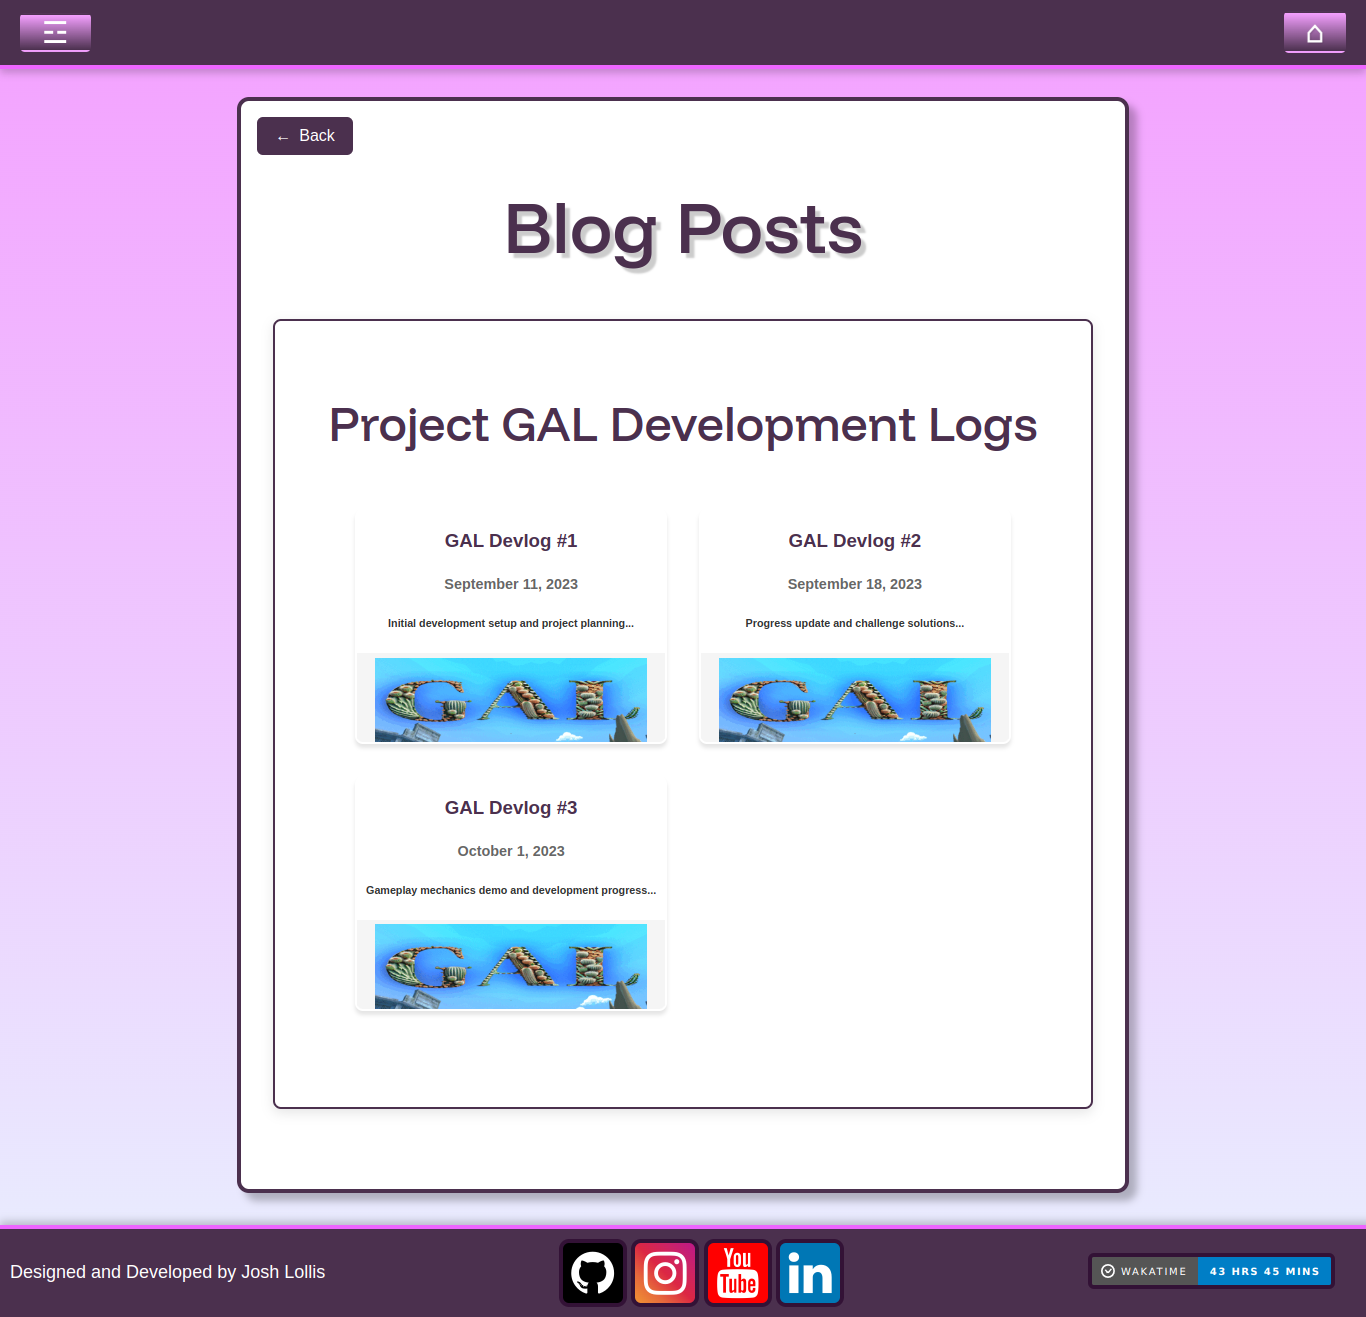 ← Back
Blog Posts
Project GAL Development Logs
GAL Devlog #1
September 11, 2023
Initial development setup and project planning...
GAL
GAL Devlog #2
September 18, 2023
Progress update and challenge solutions...
GAL
GAL Devlog #3
October 1, 2023
Gameplay mechanics demo and development progress...
GAL
Designed and Developed by Josh Lollis
You
Tube
in
WAKATIME 43 HRS 45 MINS